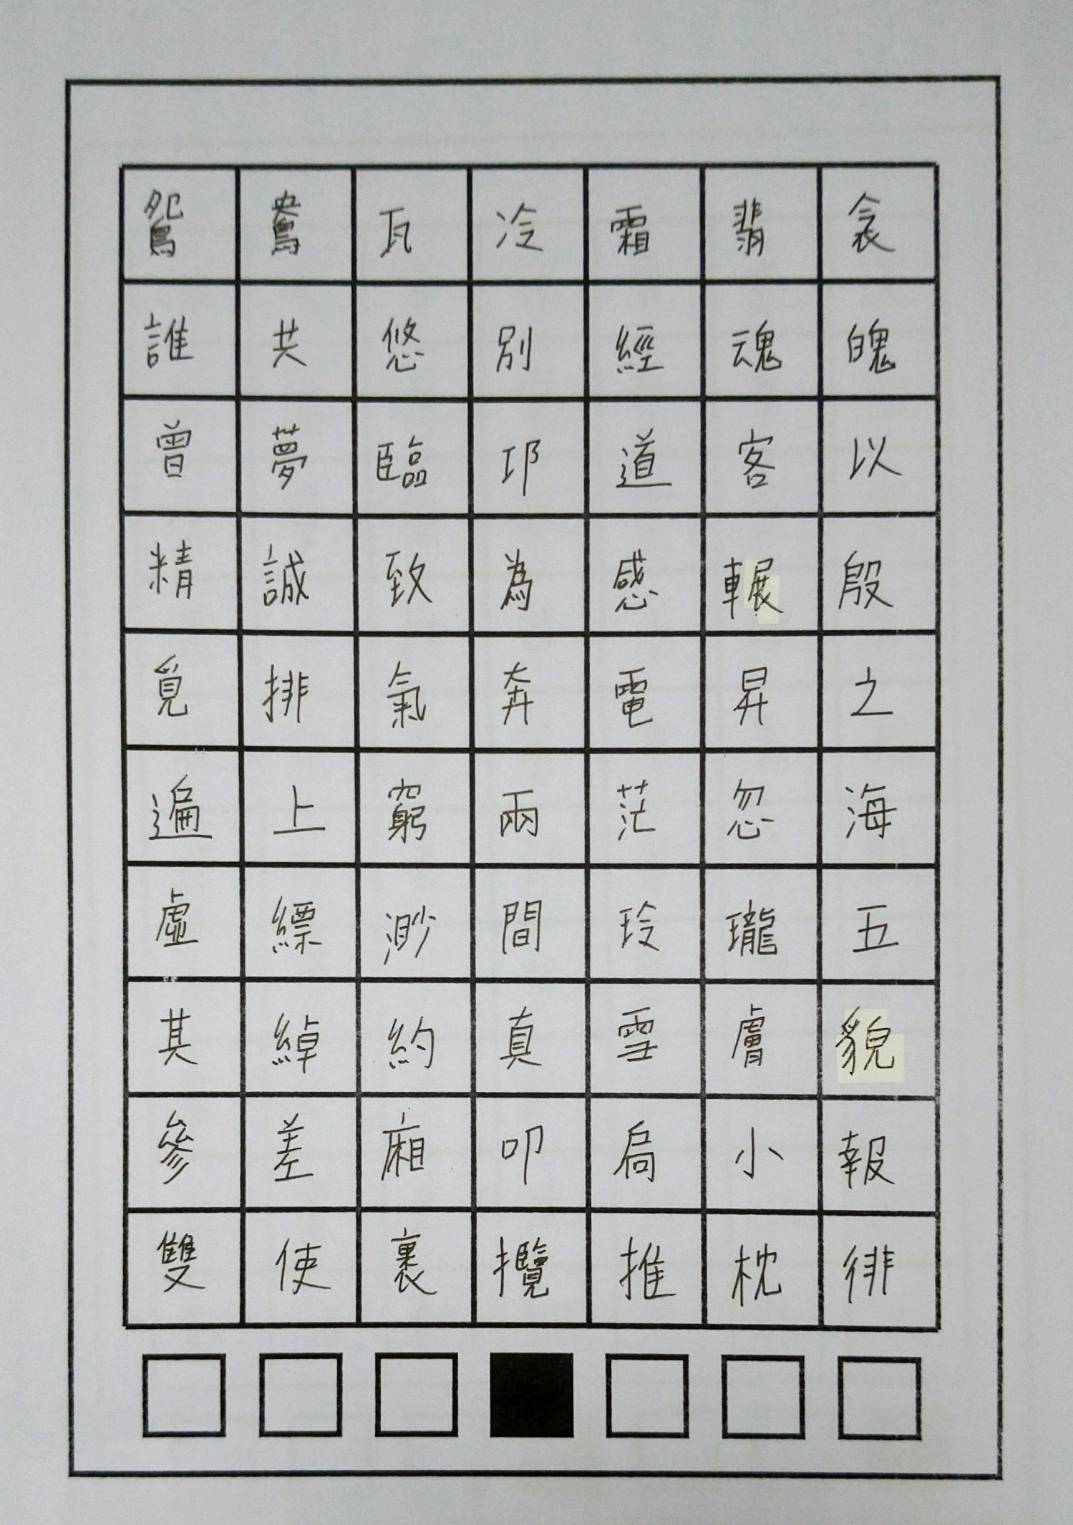 鴛鴦瓦冷霜翡衾
誰共悠別經魂魄
曾夢臨邛道客以
精誠致為感輾殷
覓排氣奔電昇之
遍上窮兩茫忽海
虛縹渺間玲瓏五
其綽約真雪膚貌
參差廂叩扃小報
雙使裏攬推枕徘